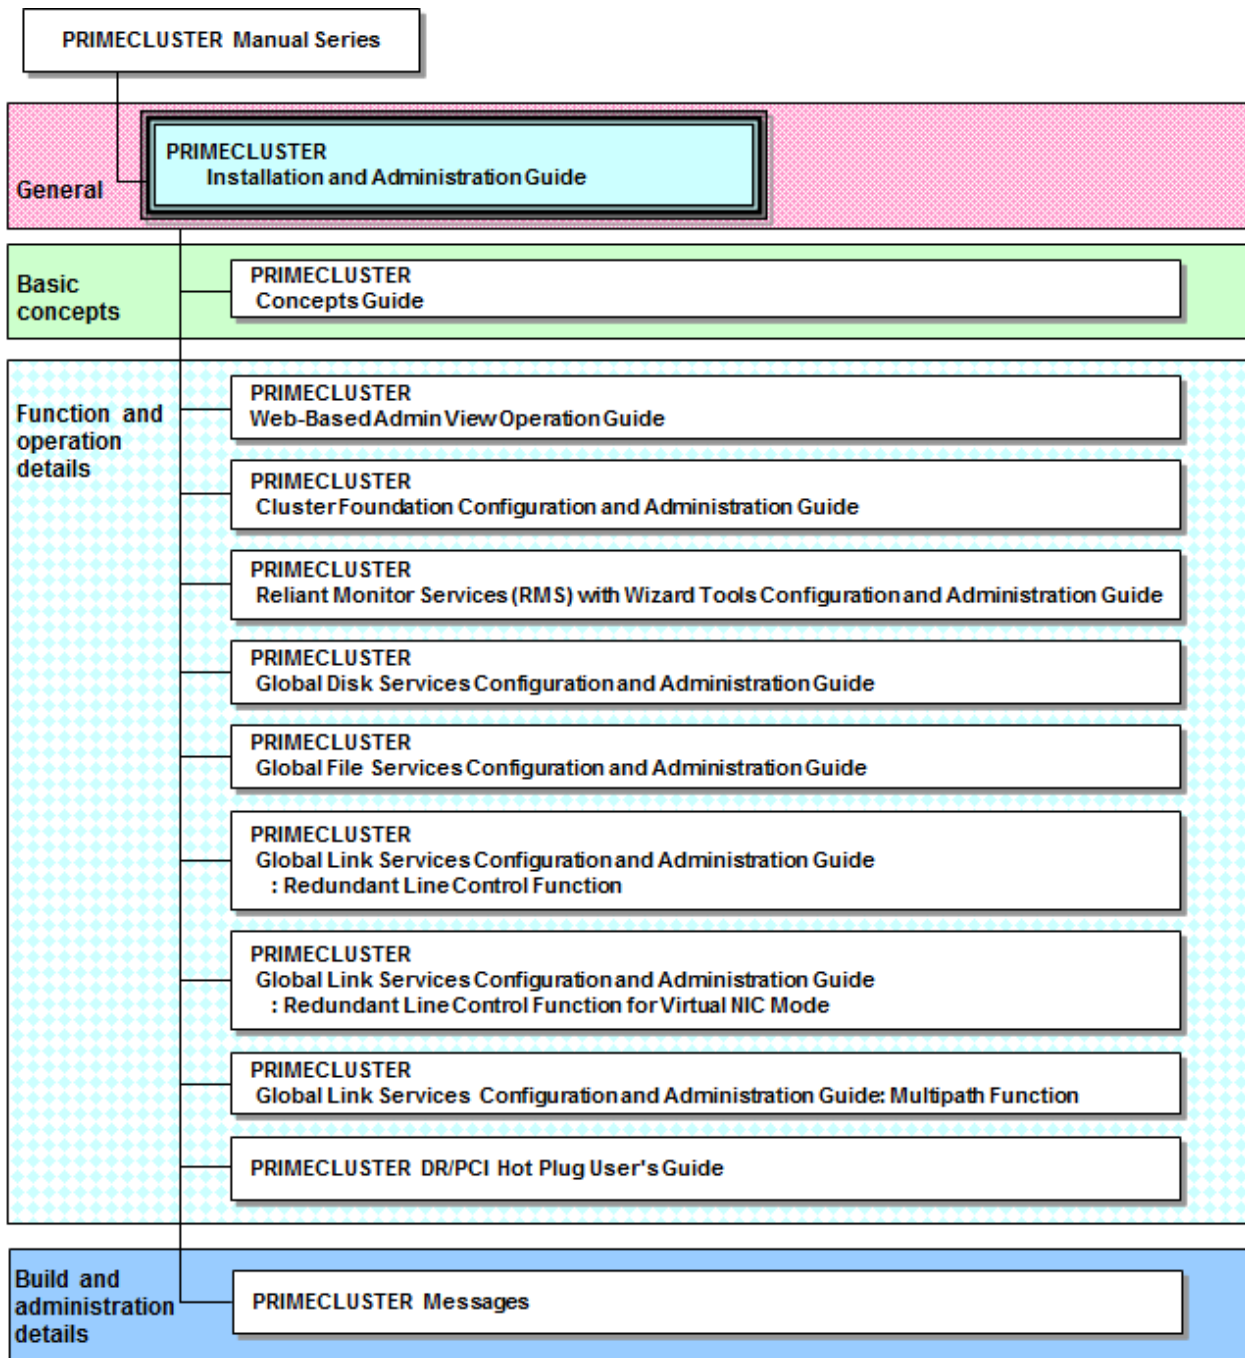 PRIMECLUSTER Manual Series
General
PRIMECLUSTER
Installation and Administration Guide
Basic
concepts
PRIMECLUSTER
Concepts Guide
Function and
operation
details
PRIMECLUSTER
Web-Based Admin View Operation Guide
PRIMECLUSTER
Cluster Foundation Configuration and Administration Guide
PRIMECLUSTER
Reliant Monitor Services (RMS) with Wizard Tools Configuration and Administration Guide
PRIMECLUSTER
Global Disk Services Configuration and Administration Guide
PRIMECLUSTER
Global File Services Configuration and Administration Guide
PRIMECLUSTER
Global Link Services Configuration and Administration Guide
: Redundant Line Control Function
PRIMECLUSTER
Global Link Services Configuration and Administration Guide
: Redundant Line Control Function for Virtual NIC Mode
PRIMECLUSTER
Global Link Services Configuration and Administration Guide: Multipath Function
PRIMECLUSTER DR/PCI Hot Plug User's Guide
Build and
administration
details
PRIMECLUSTER Messages